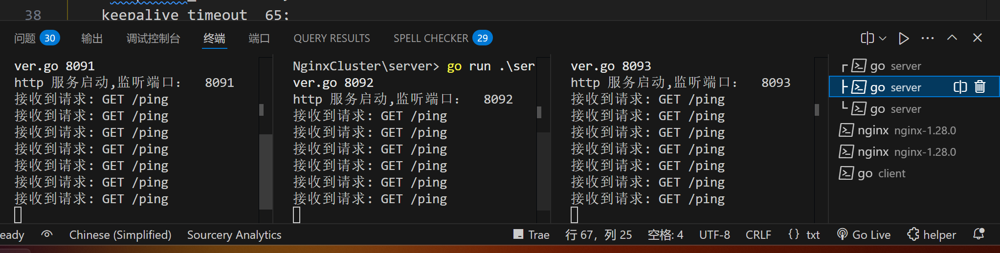 38 keepalive_timeout 65;
问题 30 输出 调试控制台 终端 端口 QUERY RESULTS SPELL CHECKER 29
ver.go 8091
http 服务启动,监听端口： 8091
接收到请求: GET /ping
接收到请求: GET /ping
接收到请求: GET /ping
接收到请求: GET /ping
接收到请求: GET /ping
接收到请求: GET /ping
接收到请求: GET /ping
NginxCluster\server> go run .\ser
ver.go 8092
http 服务启动,监听端口： 8092
接收到请求: GET /ping
接收到请求: GET /ping
接收到请求: GET /ping
接收到请求: GET /ping
接收到请求: GET /ping
接收到请求: GET /ping
ver.go 8093
http 服务启动,监听端口： 8093
接收到请求: GET /ping
接收到请求: GET /ping
接收到请求: GET /ping
接收到请求: GET /ping
接收到请求: GET /ping
接收到请求: GET /ping
接收到请求: GET /ping
go server
go server
go server
nginx nginx-1.28.0
nginx nginx-1.28.0
go client
eady Chinese (Simplified) Sourcery Analytics Trae 行 67，列 25 空格: 4 UTF-8 CRLF {} txt Go Live helper